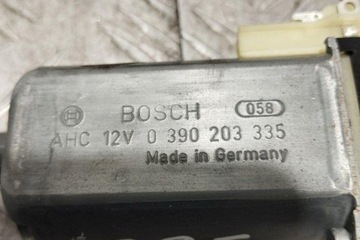 BOSCH 058
AHC 12V 0 390 203 335
Made in Germany